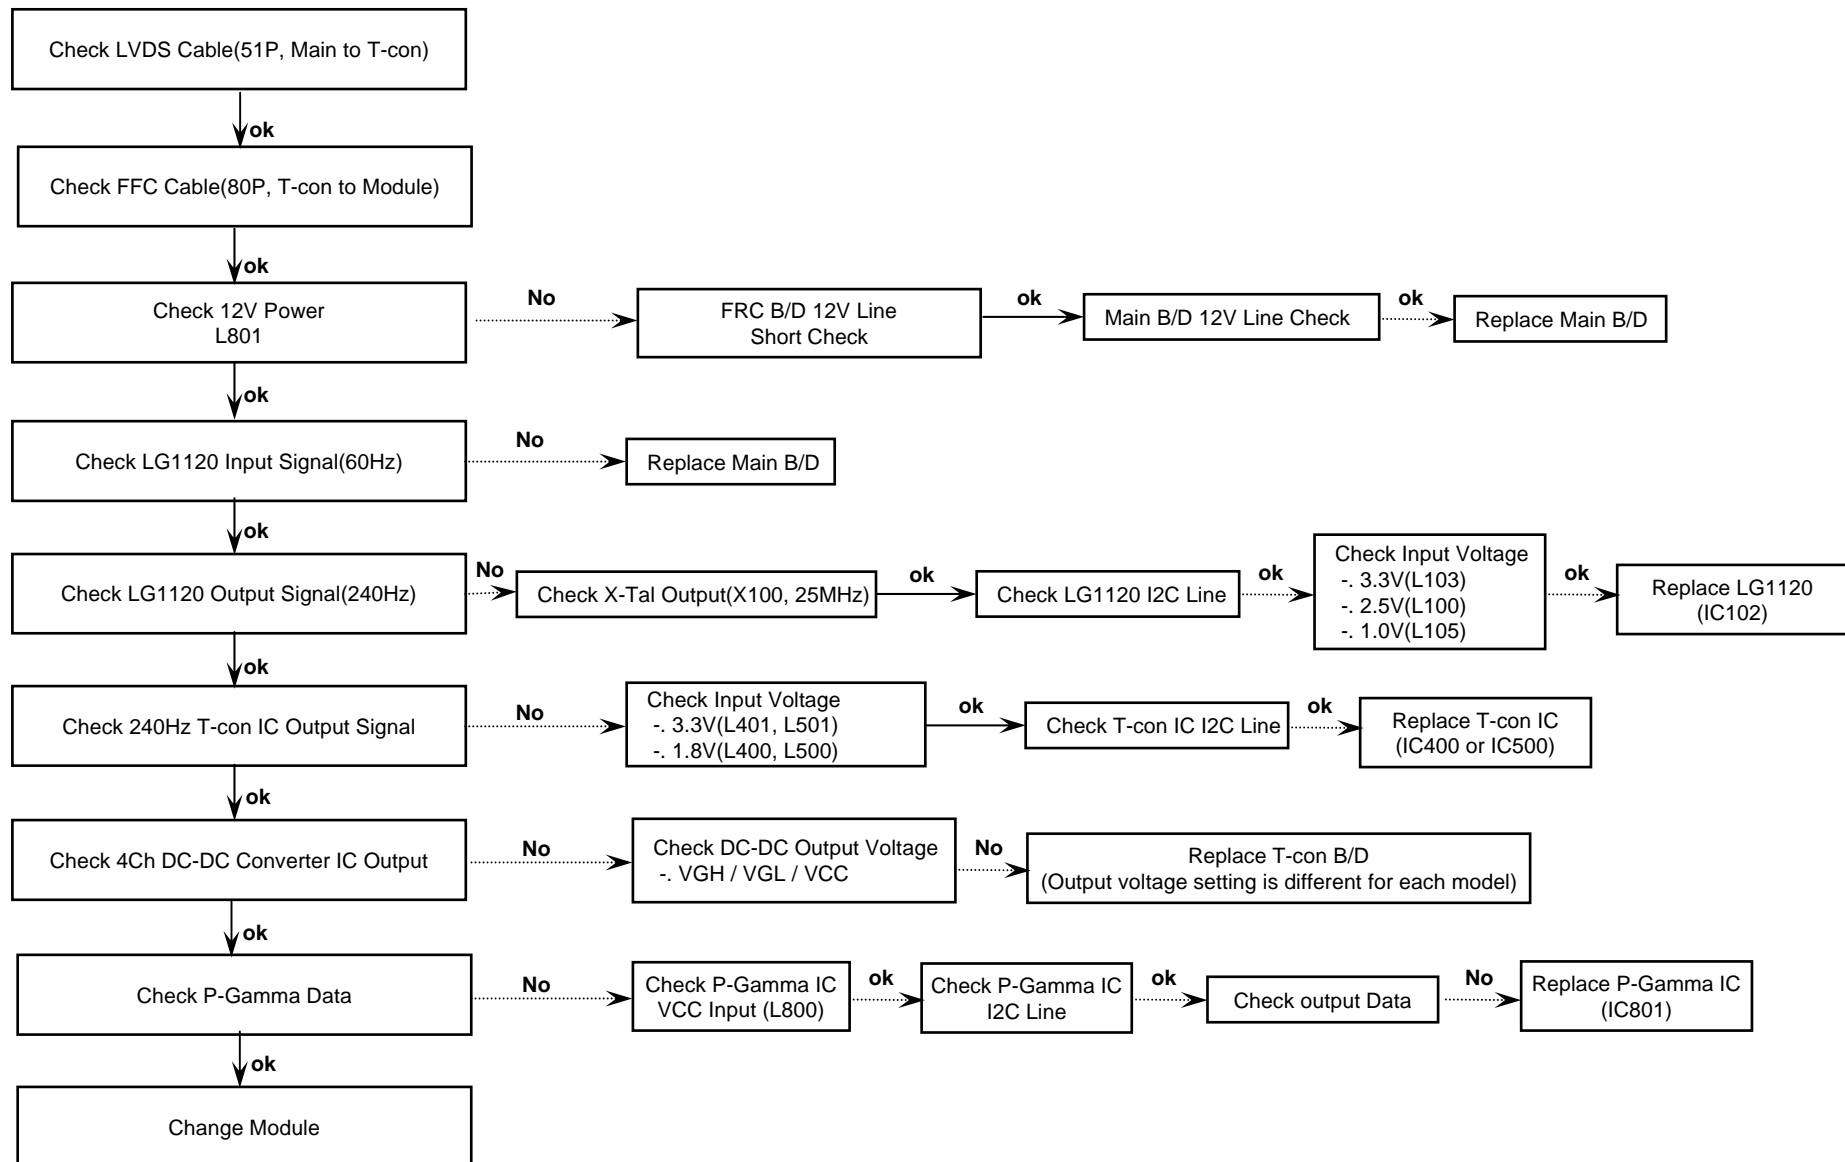 Check LVDS Cable(51P, Main to T-con)
ok
Check FFC Cable(80P, T-con to Module)
ok
Check 12V Power
L801
No
FRC B/D 12V Line
Short Check
ok
Main B/D 12V Line Check
ok
Replace Main B/D
ok
Check LG1120 Input Signal(60Hz)
No
Replace Main B/D
ok
Check LG1120 Output Signal(240Hz)
No
Check X-Tal Output(X100, 25MHz)
ok
Check LG1120 I2C Line
ok
Check Input Voltage
-. 3.3V(L103)
-. 2.5V(L100)
-. 1.0V(L105)
ok
Replace LG1120
(IC102)
ok
Check 240Hz T-con IC Output Signal
No
Check Input Voltage
-. 3.3V(L401, L501)
-. 1.8V(L400, L500)
ok
Check T-con IC I2C Line
ok
Replace T-con IC
(IC400 or IC500)
ok
Check 4Ch DC-DC Converter IC Output
No
Check DC-DC Output Voltage
-. VGH / VGL / VCC
No
Replace T-con B/D
(Output voltage setting is different for each model)
ok
Check P-Gamma Data
No
Check P-Gamma IC
VCC Input (L800)
ok
Check P-Gamma IC
I2C Line
ok
Check output Data
No
Replace P-Gamma IC
(IC801)
ok
Change Module